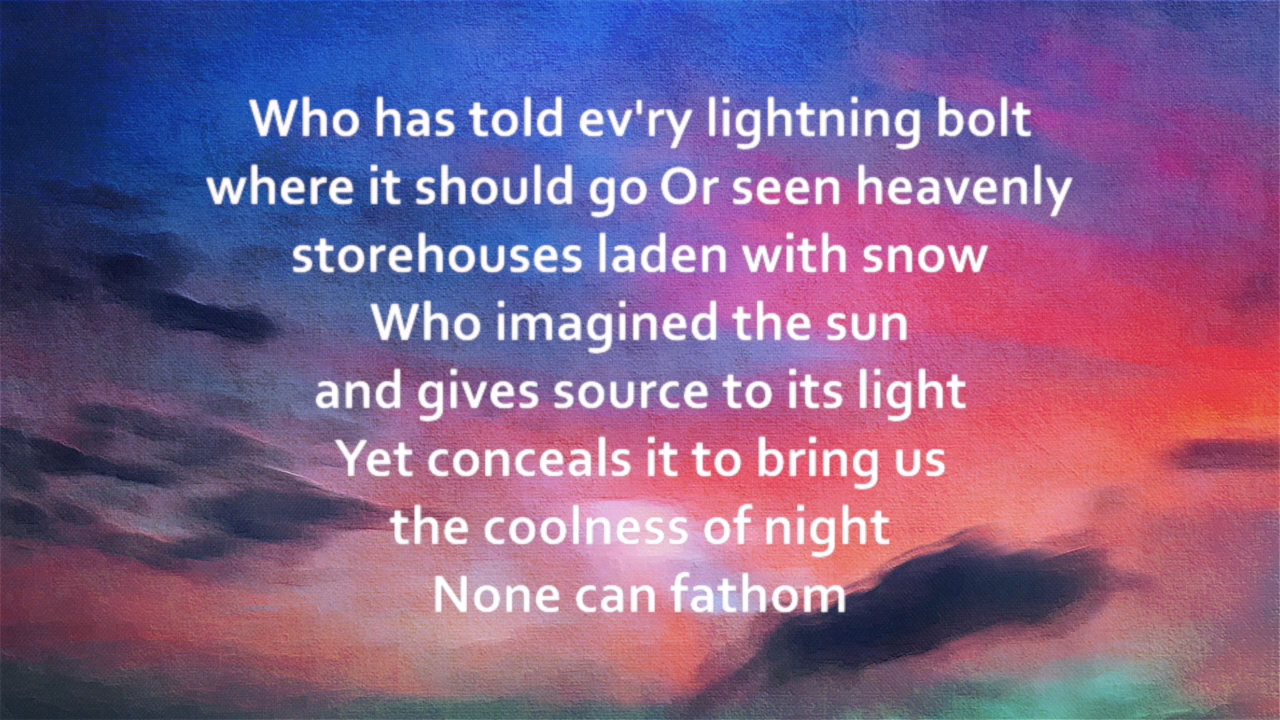 Who has told ev'ry lightning bolt
where it should go Or seen heavenly
storehouses laden with snow
Who imagined the sun
and gives source to its light
Yet conceals it to bring us
the coolness of night
None can fathom